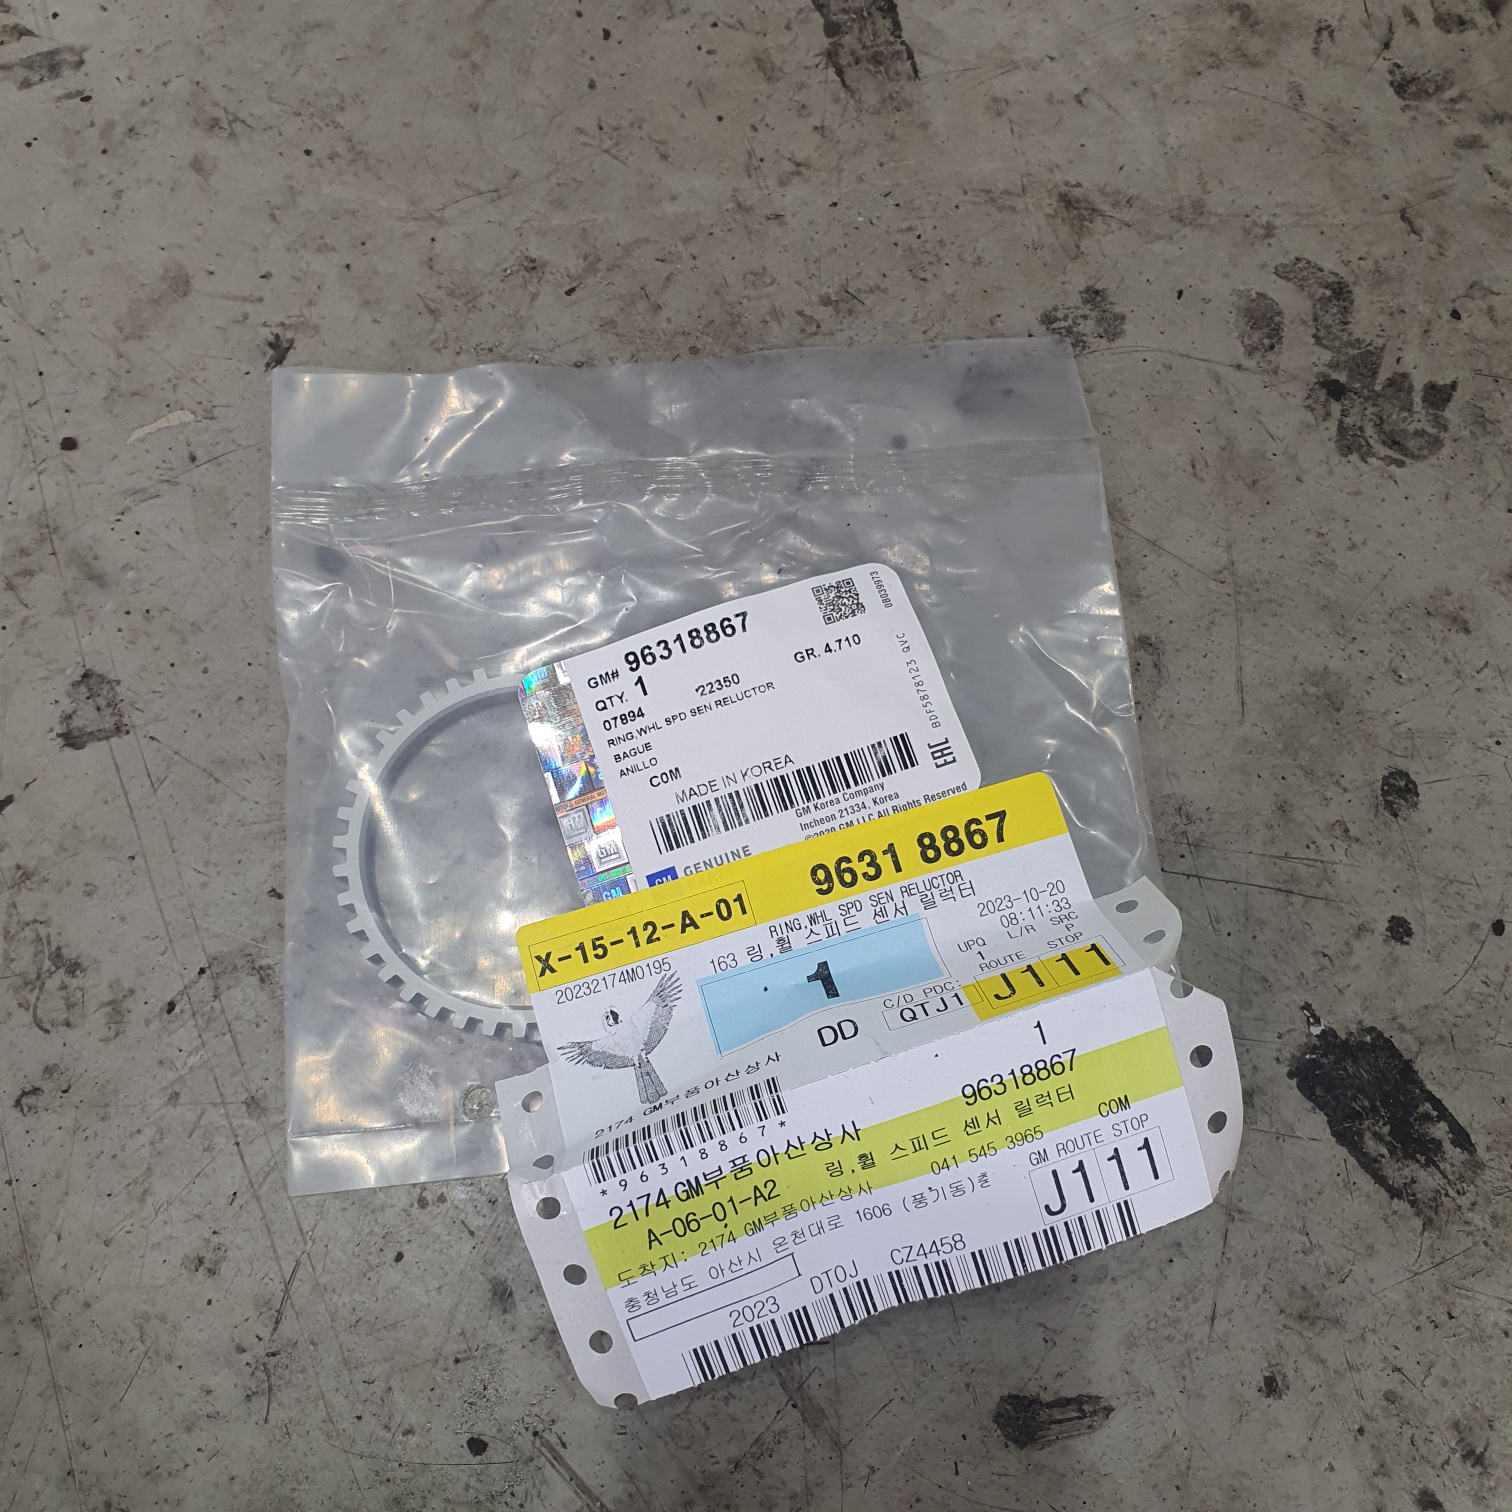 GM# 96318867
QTY. 1
GR. 4.710
07894 22350
RING,WHL SPD SEN RELUCTOR
BAGUE
ANILLO
COM
MADE IN KOREA
GM Korea Company
Incheon 21334, Korea
©2020 GM LLC All Rights Reserved
GM GENUINE
08039973
BDF5878123 QVC
EAC
GM
X-15-12-A-01
9631 8867
RING,WHL SPD SEN RELUCTOR
163 링,휠 스피드 센서 릴럭터
2023-10-20
08:11:33
20232174M0195
UPQ L/R SRC
1 P
ROUTE STOP
J1 11
1
C/D PDC:
DD QTJ1
2174 GM부품아산상사
*96318867*
1
96318867
2174 GM부품아산상사
링,휠 스피드 센서 릴럭터
COM
A-06-01-A2
041 545 3965
GM ROUTE STOP
J1 11
도착지: 2174 GM부품아산상사
충청남도 아산시 온천대로 1606 (풍기동)층
2023 DTOJ CZ4458